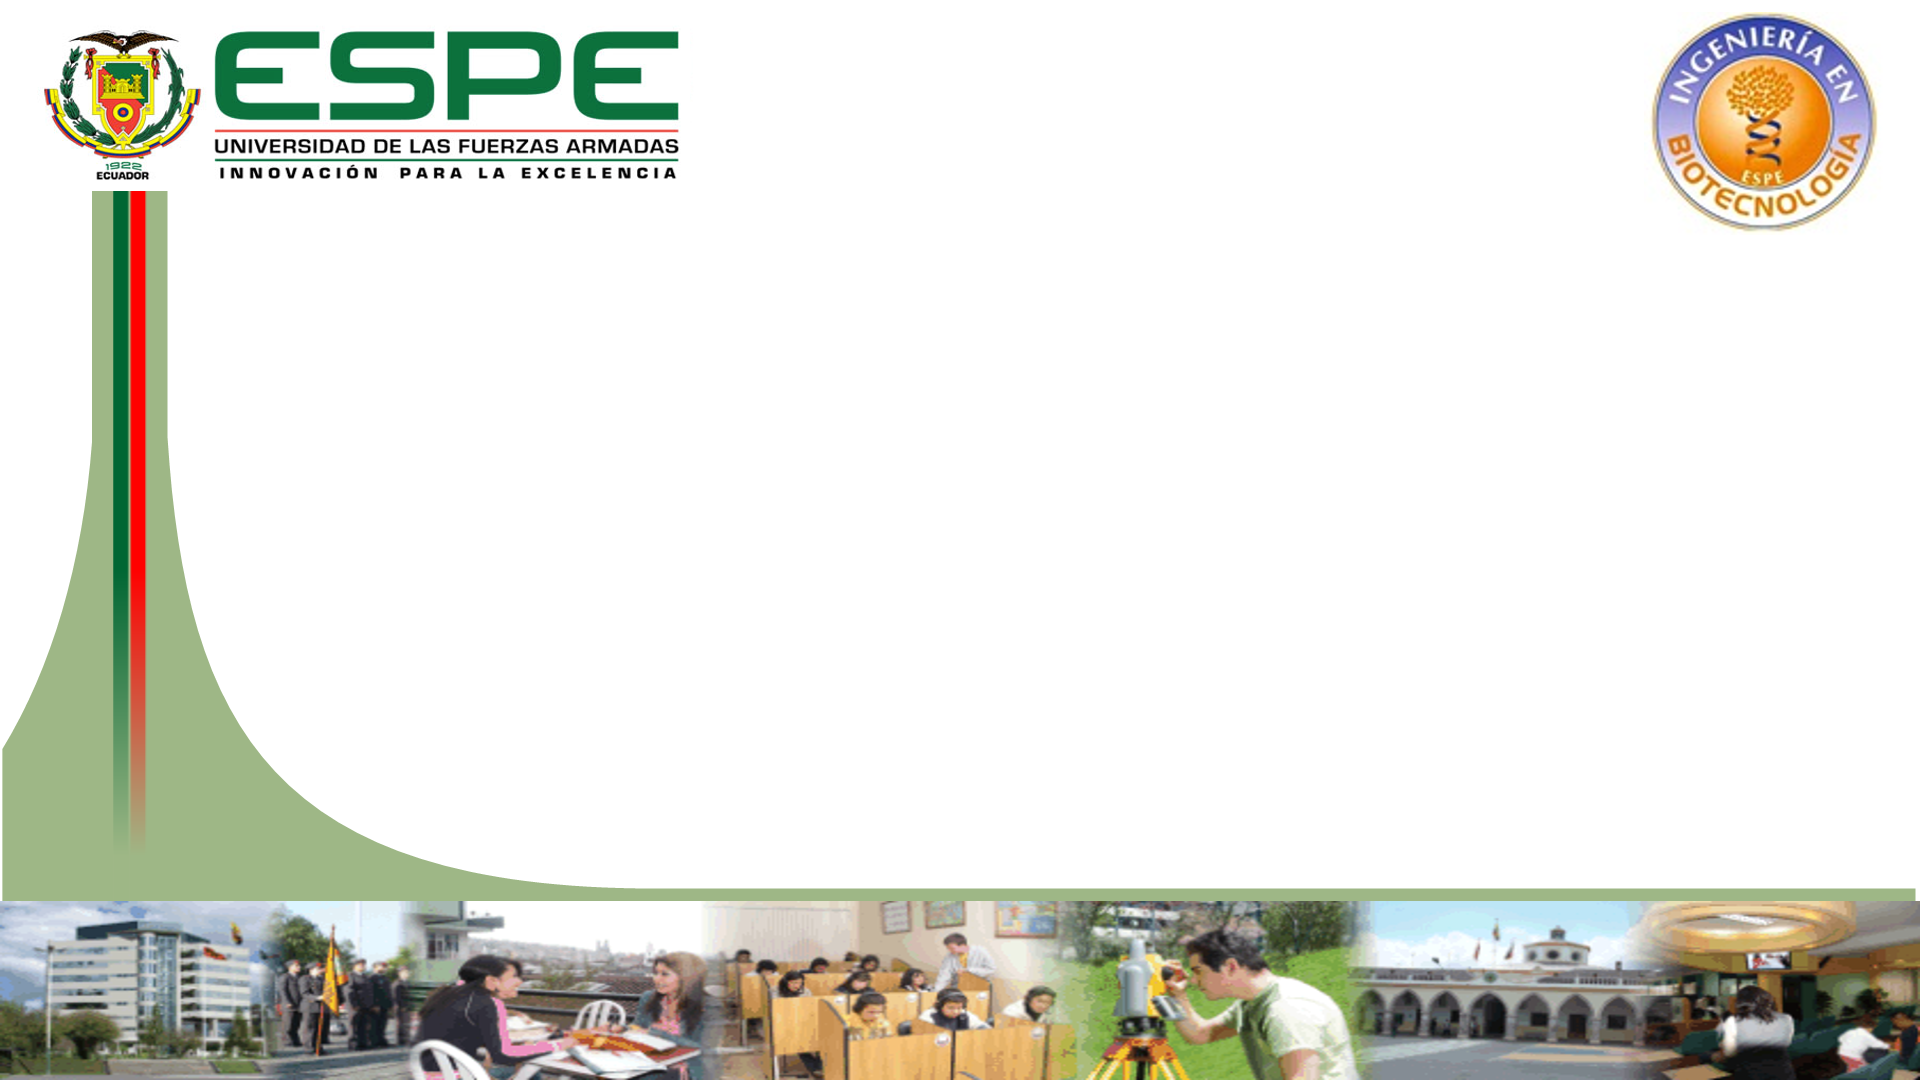 ESPE
UNIVERSIDAD DE LAS FUERZAS ARMADAS
INNOVACIÓN PARA LA EXCELENCIA
1922
ECUADOR
INGENIERÍA EN
BIOTECNOLOGÍA
ESPE